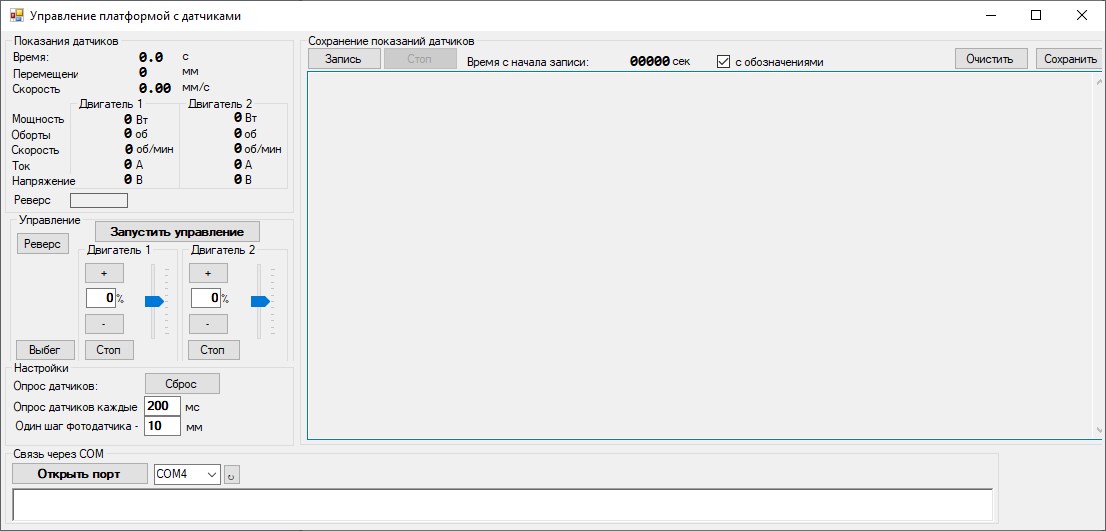 Управление платформой с датчиками
Показания датчиков
Время: 0.0 с
Перемещени 0 мм
Скорость 0.00 мм/с
Двигатель 1 Двигатель 2
Мощность 0 Вт 0 Вт
Обороты 0 об 0 об
Скорость 0 об/мин 0 об/мин
Ток 0 А 0 А
Напряжение 0 В 0 В
Реверс
Управление
Запустить управление
Реверс
Двигатель 1 Двигатель 2
+ +
0 % 0 %
- -
Выбег Стоп Стоп
Настройки
Опрос датчиков: Сброс
Опрос датчиков каждые 200 мс
Один шаг фотодатчика - 10 мм
Сохранение показаний датчиков
Запись Стоп Время с начала записи: 00000 сек с обозначениями Очистить Сохранить
Связь через COM
Открыть порт COM4 ↻